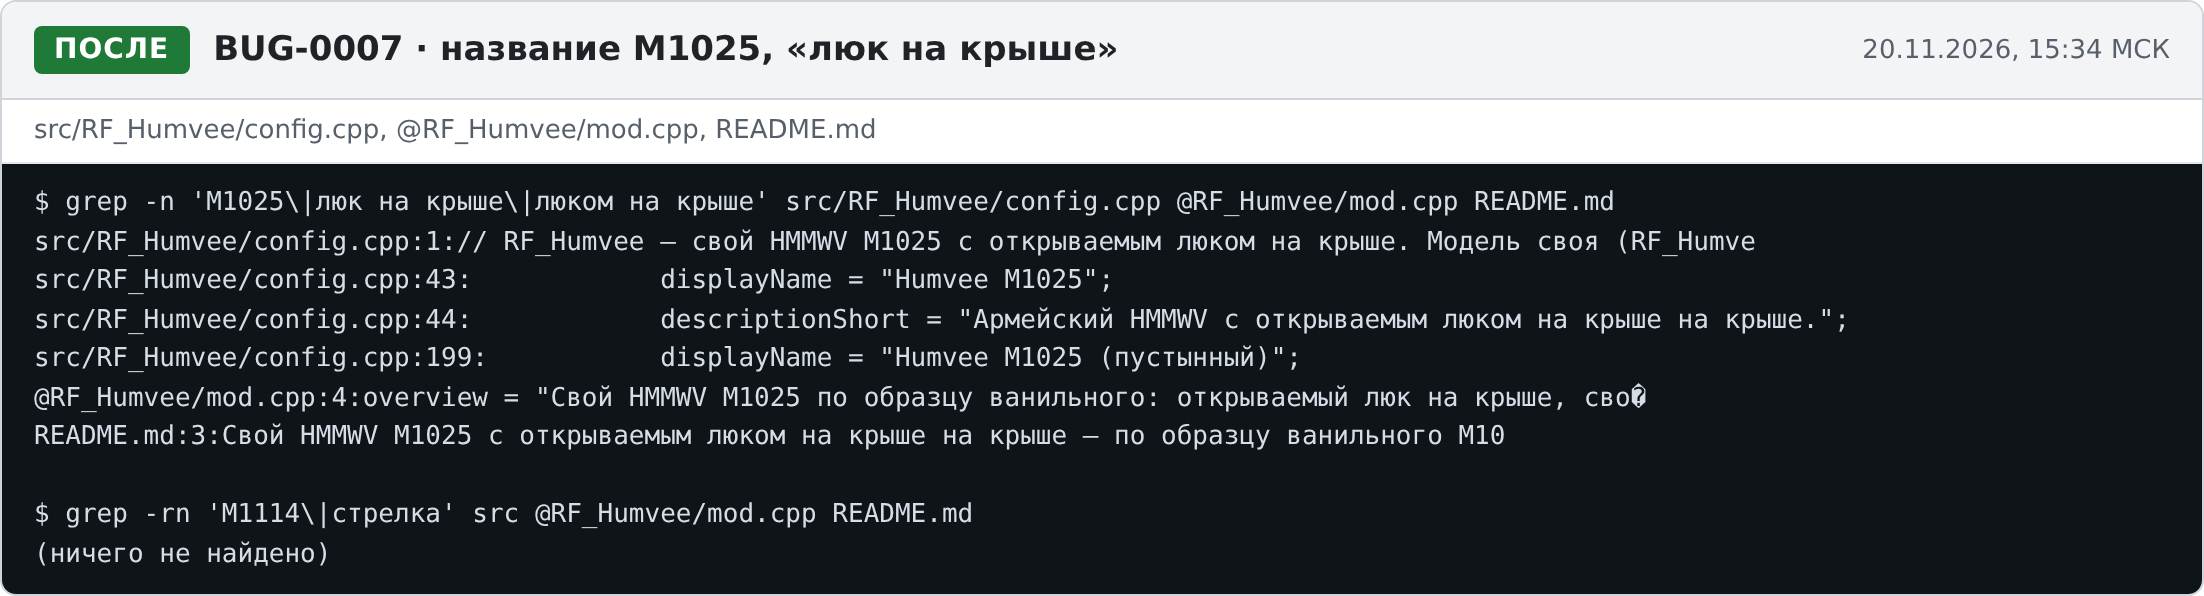 ПОСЛЕ BUG-0007 · название M1025, «люк на крыше» 20.11.2026, 15:34 МСК
src/RF_Humvee/config.cpp, @RF_Humvee/mod.cpp, README.md
$ grep -n 'M1025\|люк на крыше\|люком на крыше' src/RF_Humvee/config.cpp @RF_Humvee/mod.cpp README.md
src/RF_Humvee/config.cpp:1:// RF_Humvee — свой HMMWV M1025 с открываемым люком на крыше. Модель своя (RF_Humve
src/RF_Humvee/config.cpp:43:            displayName = "Humvee M1025";
src/RF_Humvee/config.cpp:44:            descriptionShort = "Армейский HMMWV с открываемым люком на крыше на крыше.";
src/RF_Humvee/config.cpp:199:           displayName = "Humvee M1025 (пустынный)";
@RF_Humvee/mod.cpp:4:overview = "Свой HMMWV M1025 по образцу ванильного: открываемый люк на крыше, сво�
README.md:3:Свой HMMWV M1025 с открываемым люком на крыше на крыше — по образцу ванильного M10
$ grep -rn 'M1114\|стрелка' src @RF_Humvee/mod.cpp README.md
(ничего не найдено)